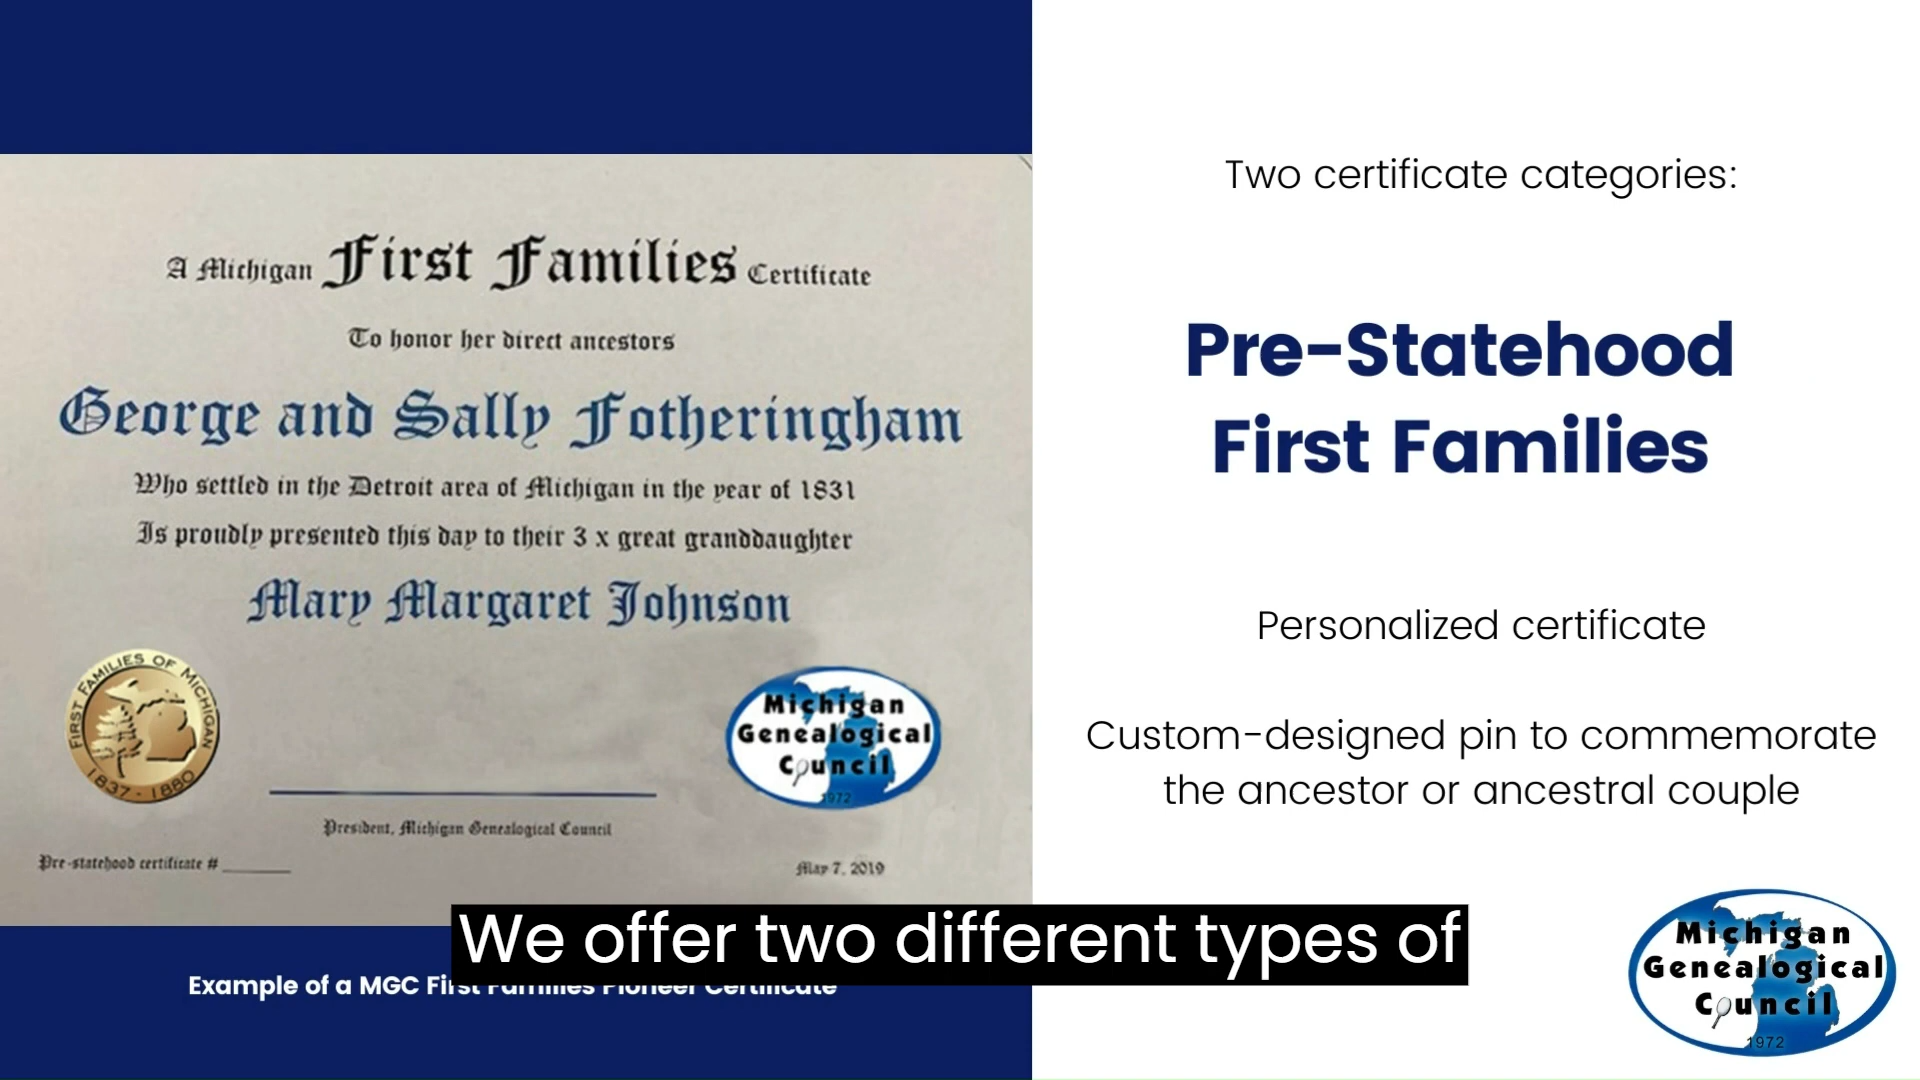 A Michigan First Families Certificate
To honor her direct ancestors
George and Sally Fotheringham
Who settled in the Detroit area of Michigan in the year of 1831
Is proudly presented this day to their 3 x great granddaughter
Mary Margaret Johnson
FIRST FAMILIES OF MICHIGAN
1837 - 1880
Michigan
Genealogical
Council
1972
President, Michigan Genealogical Council
Pre-statehood certificate #
May 7, 2019
Example of a MGC First Families Pioneer Certificate
Two certificate categories:
Pre-Statehood
First Families
Personalized certificate
Custom-designed pin to commemorate
the ancestor or ancestral couple
We offer two different types of
Michigan
Genealogical
Council
1972